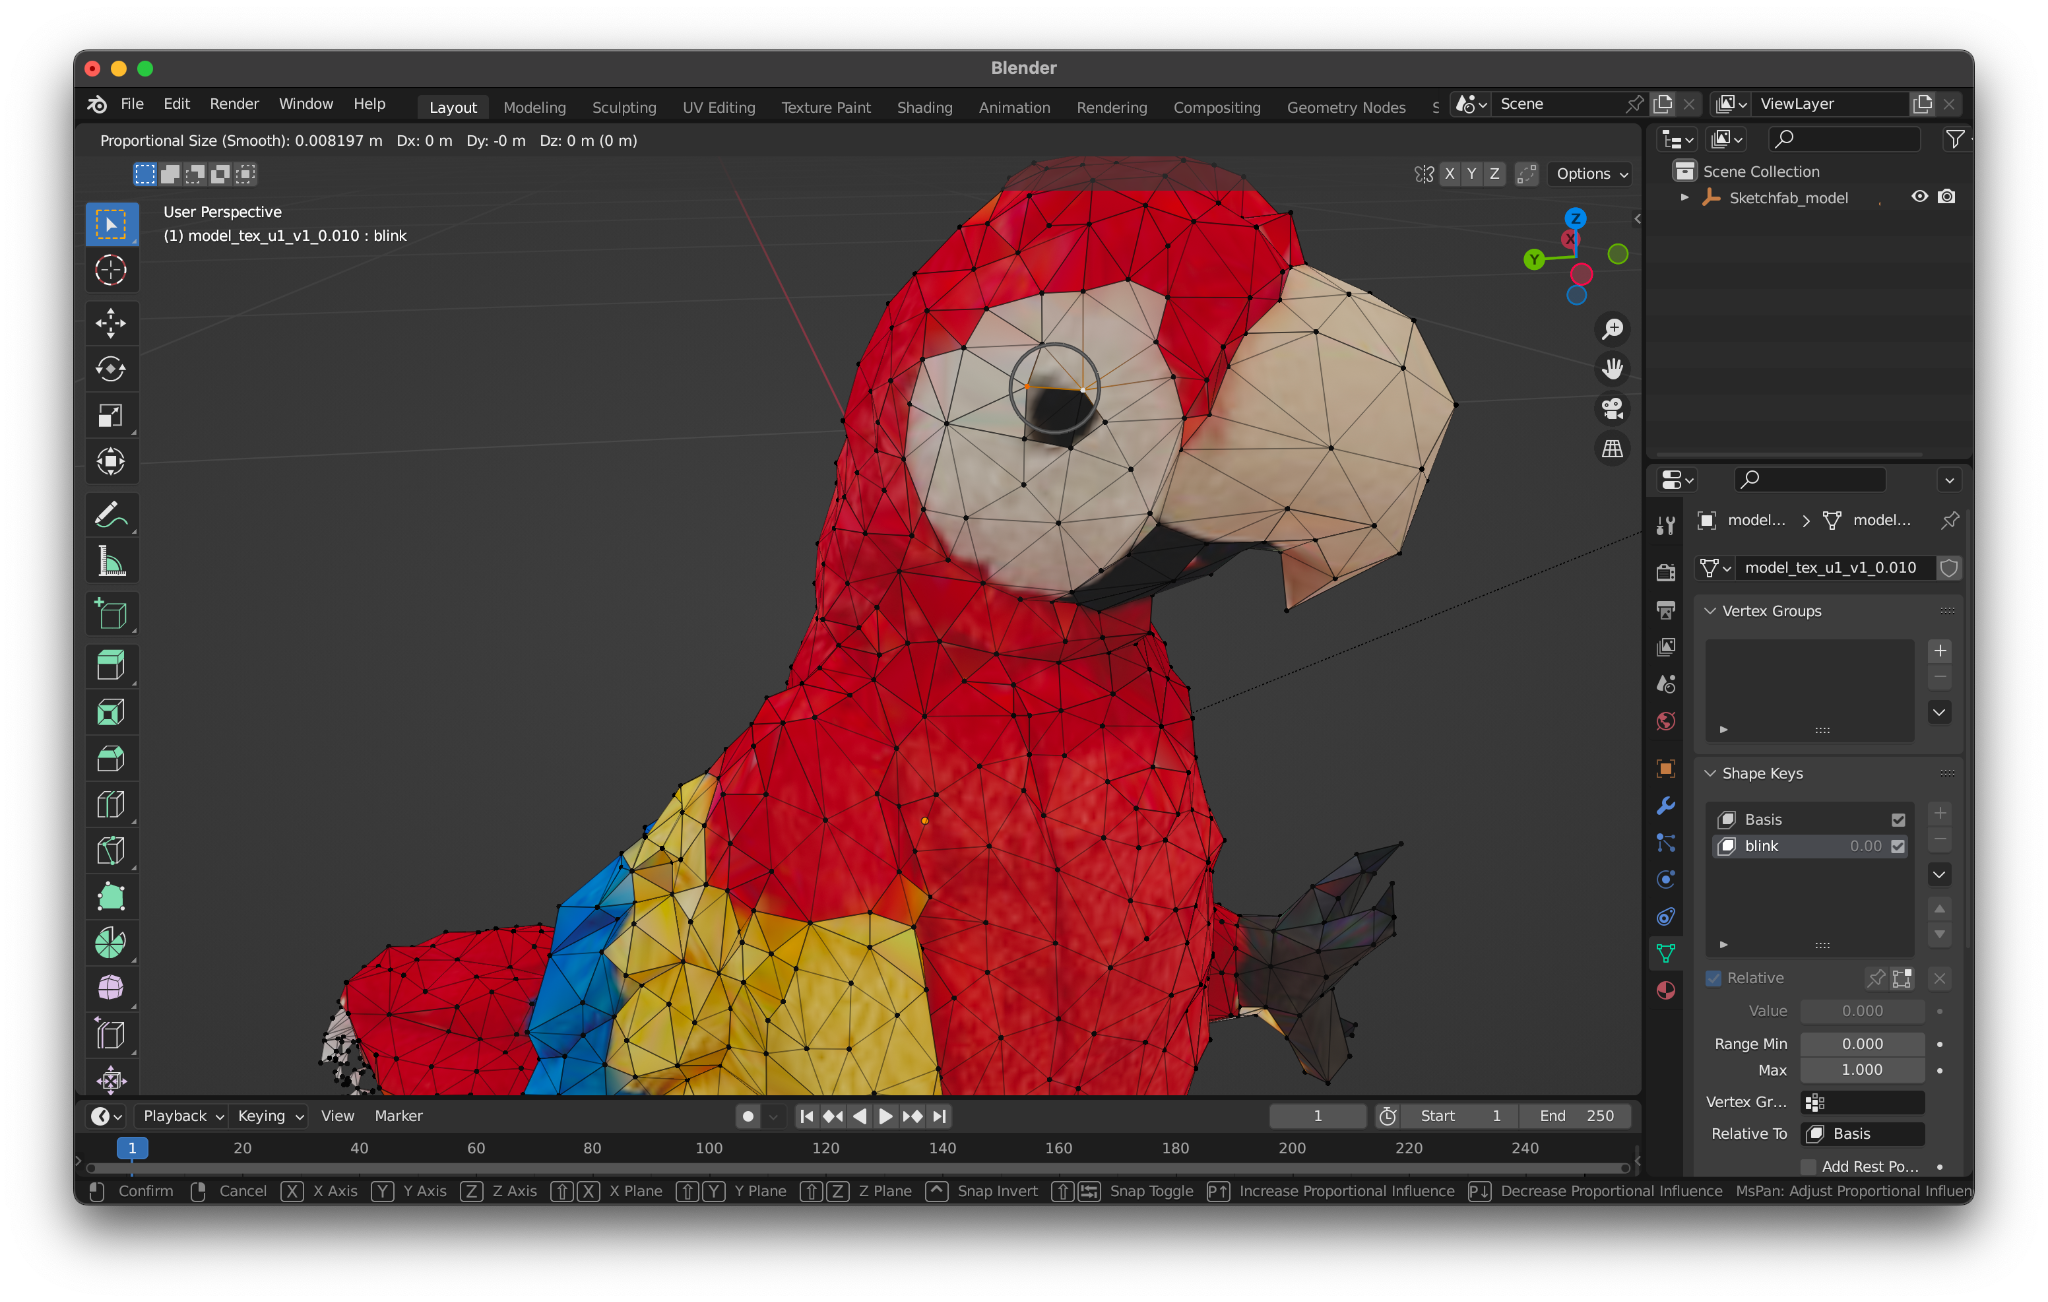 Blender
File Edit Render Window Help Layout Modeling Sculpting UV Editing Texture Paint Shading Animation Rendering Compositing Geometry Nodes Scene ViewLayer
Proportional Size (Smooth): 0.008197 m Dx: 0 m Dy: -0 m Dz: 0 m (0 m)
X Y Z Options
User Perspective
(1) model_tex_u1_v1_0.010 : blink
Z
X
Y
Scene Collection
Sketchfab_model
model... model...
model_tex_u1_v1_0.010
Vertex Groups
Shape Keys
Basis
blink 0.00
Relative
Value 0.000
Range Min 0.000
Max 1.000
Vertex Gr...
Relative To Basis
Add Rest Po...
Playback Keying View Marker 1 Start 1 End 250
1 20 40 60 80 100 120 140 160 180 200 220 240
Confirm Cancel X X Axis Y Y Axis Z Z Axis X X Plane Y Y Plane Z Z Plane Snap Invert Snap Toggle P↑ Increase Proportional Influence P↓ Decrease Proportional Influence MsPan: Adjust Proportional Influen